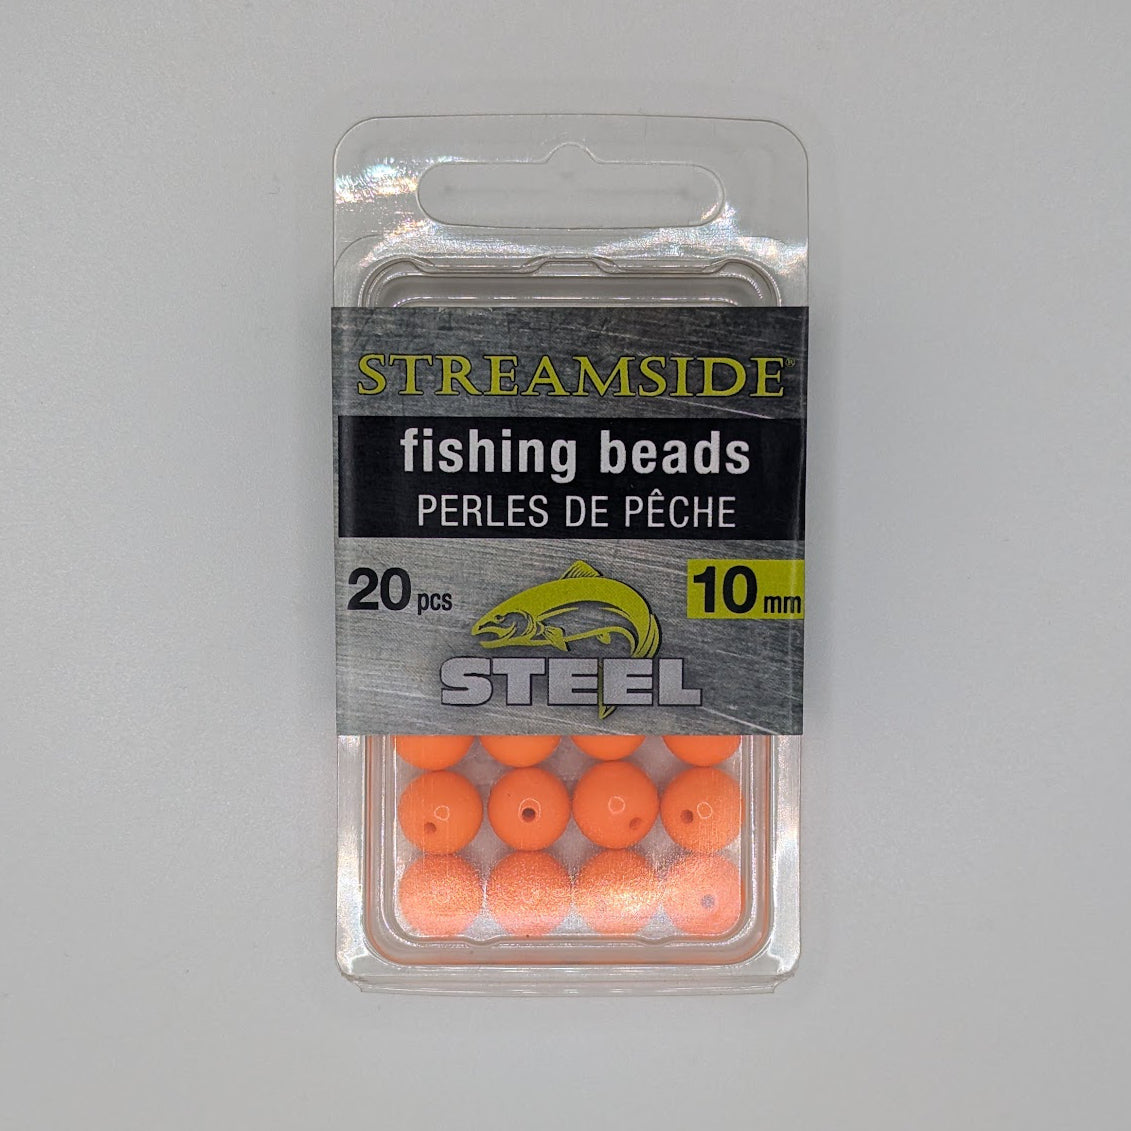 STREAMSIDE®
fishing beads
PERLES DE PÊCHE
20 pcs
10 mm
STEEL